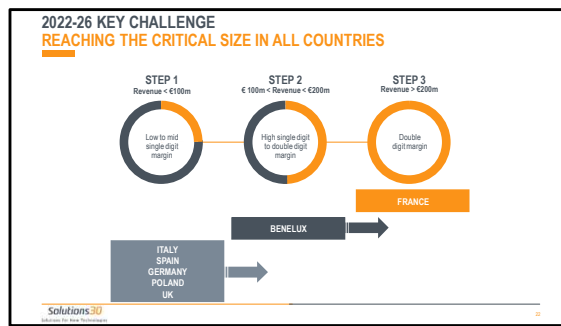 2022-26 KEY CHALLENGE
REACHING THE CRITICAL SIZE IN ALL COUNTRIES
STEP 1
Revenue < €100m
STEP 2
€ 100m < Revenue < €200m
STEP 3
Revenue > €200m
Low to mid
single digit
margin
High single digit
to double digit
margin
Double
digit margin
FRANCE
BENELUX
ITALY
SPAIN
GERMANY
POLAND
UK
Solutions30
Solutions for New Technologies